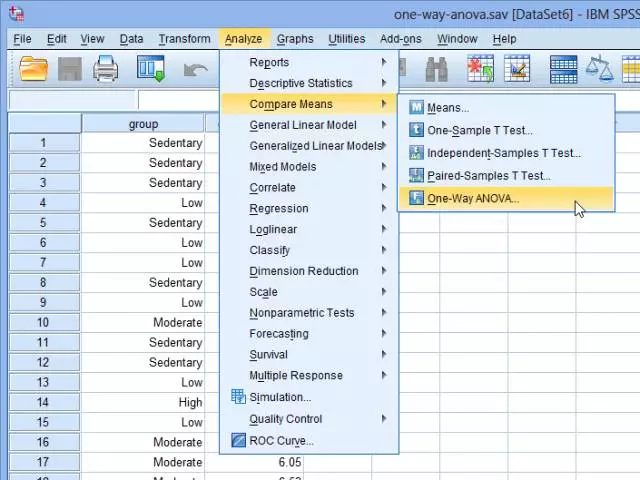 one-way-anova.sav [DataSet6] - IBM SPSS
File Edit View Data Transform Analyze Graphs Utilities Add-ons Window Help
Reports
Descriptive Statistics
Compare Means
General Linear Model
Generalized Linear Models
Mixed Models
Correlate
Regression
Loglinear
Classify
Dimension Reduction
Scale
Nonparametric Tests
Forecasting
Survival
Multiple Response
Simulation...
Quality Control
ROC Curve...
Means...
One-Sample T Test...
Independent-Samples T Test...
Paired-Samples T Test...
One-Way ANOVA...
group
1 Sedentary
2 Sedentary
3 Sedentary
4 Low
5 Sedentary
6 Low
7 Low
8 Sedentary
9 Low
10 Moderate
11 Sedentary
12 Sedentary
13 Low
14 High
15 Low
16 Moderate
17 Moderate 6.05